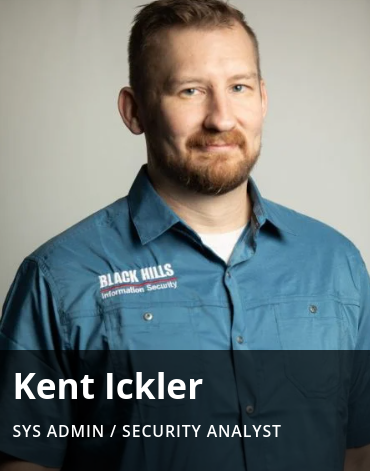 BLACK HILLS
Information Security
Kent Ickler
SYS ADMIN / SECURITY ANALYST